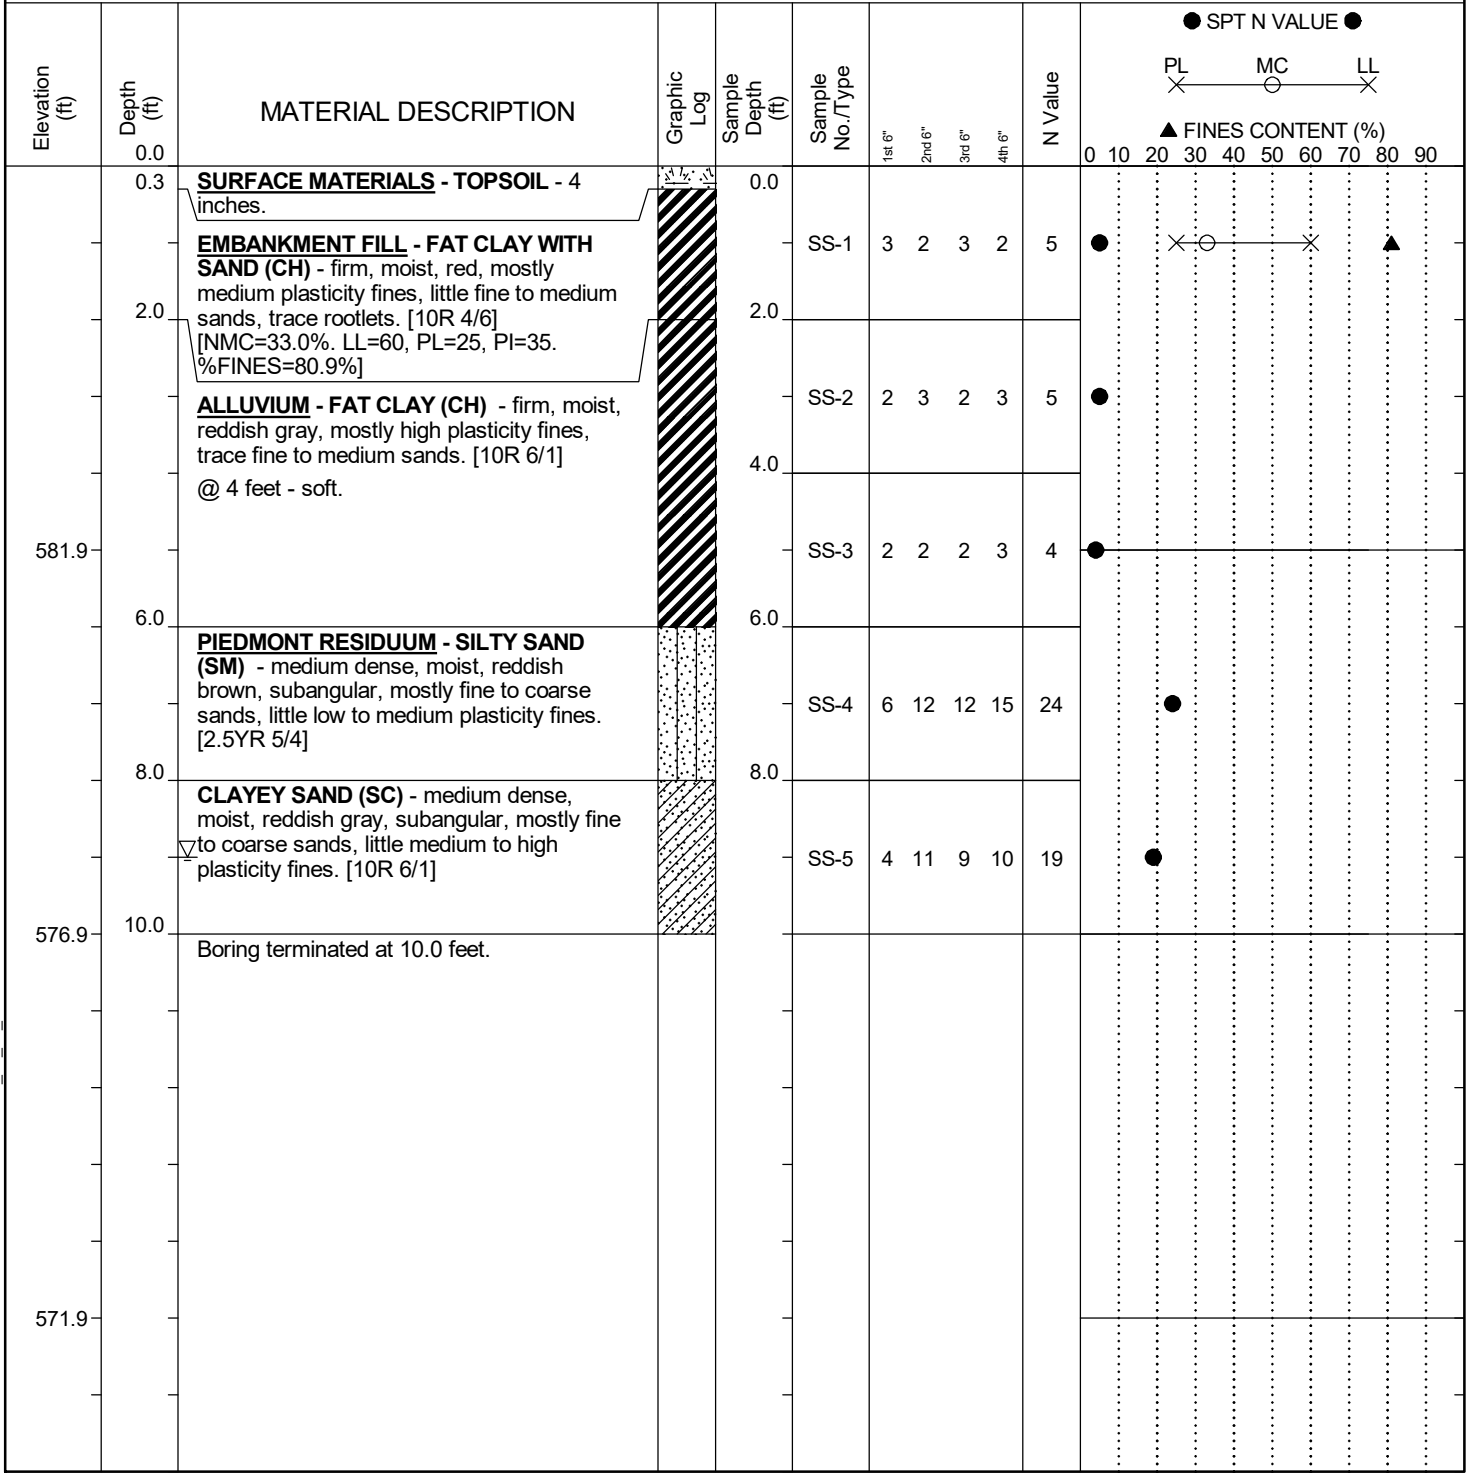 ● SPT N VALUE ●
PL MC LL
▲ FINES CONTENT (%)
0 10 20 30 40 50 60 70 80 90
Elevation (ft)
Depth (ft)
0.0
MATERIAL DESCRIPTION
Graphic Log
Sample Depth (ft)
Sample No./Type
1st 6"
2nd 6"
3rd 6"
4th 6"
N Value
0.3
SURFACE MATERIALS - TOPSOIL - 4
inches.
0.0
EMBANKMENT FILL - FAT CLAY WITH
SAND (CH) - firm, moist, red, mostly
medium plasticity fines, little fine to medium
sands, trace rootlets. [10R 4/6]
[NMC=33.0%. LL=60, PL=25, PI=35.
%FINES=80.9%]
SS-1 3 2 3 2 5
2.0
2.0
ALLUVIUM - FAT CLAY (CH) - firm, moist,
reddish gray, mostly high plasticity fines,
trace fine to medium sands. [10R 6/1]
@ 4 feet - soft.
SS-2 2 3 2 3 5
4.0
581.9
SS-3 2 2 2 3 4
6.0
6.0
PIEDMONT RESIDUUM - SILTY SAND
(SM) - medium dense, moist, reddish
brown, subangular, mostly fine to coarse
sands, little low to medium plasticity fines.
[2.5YR 5/4]
SS-4 6 12 12 15 24
8.0
8.0
CLAYEY SAND (SC) - medium dense,
moist, reddish gray, subangular, mostly fine
to coarse sands, little medium to high
plasticity fines. [10R 6/1]
SS-5 4 11 9 10 19
576.9
10.0
Boring terminated at 10.0 feet.
571.9